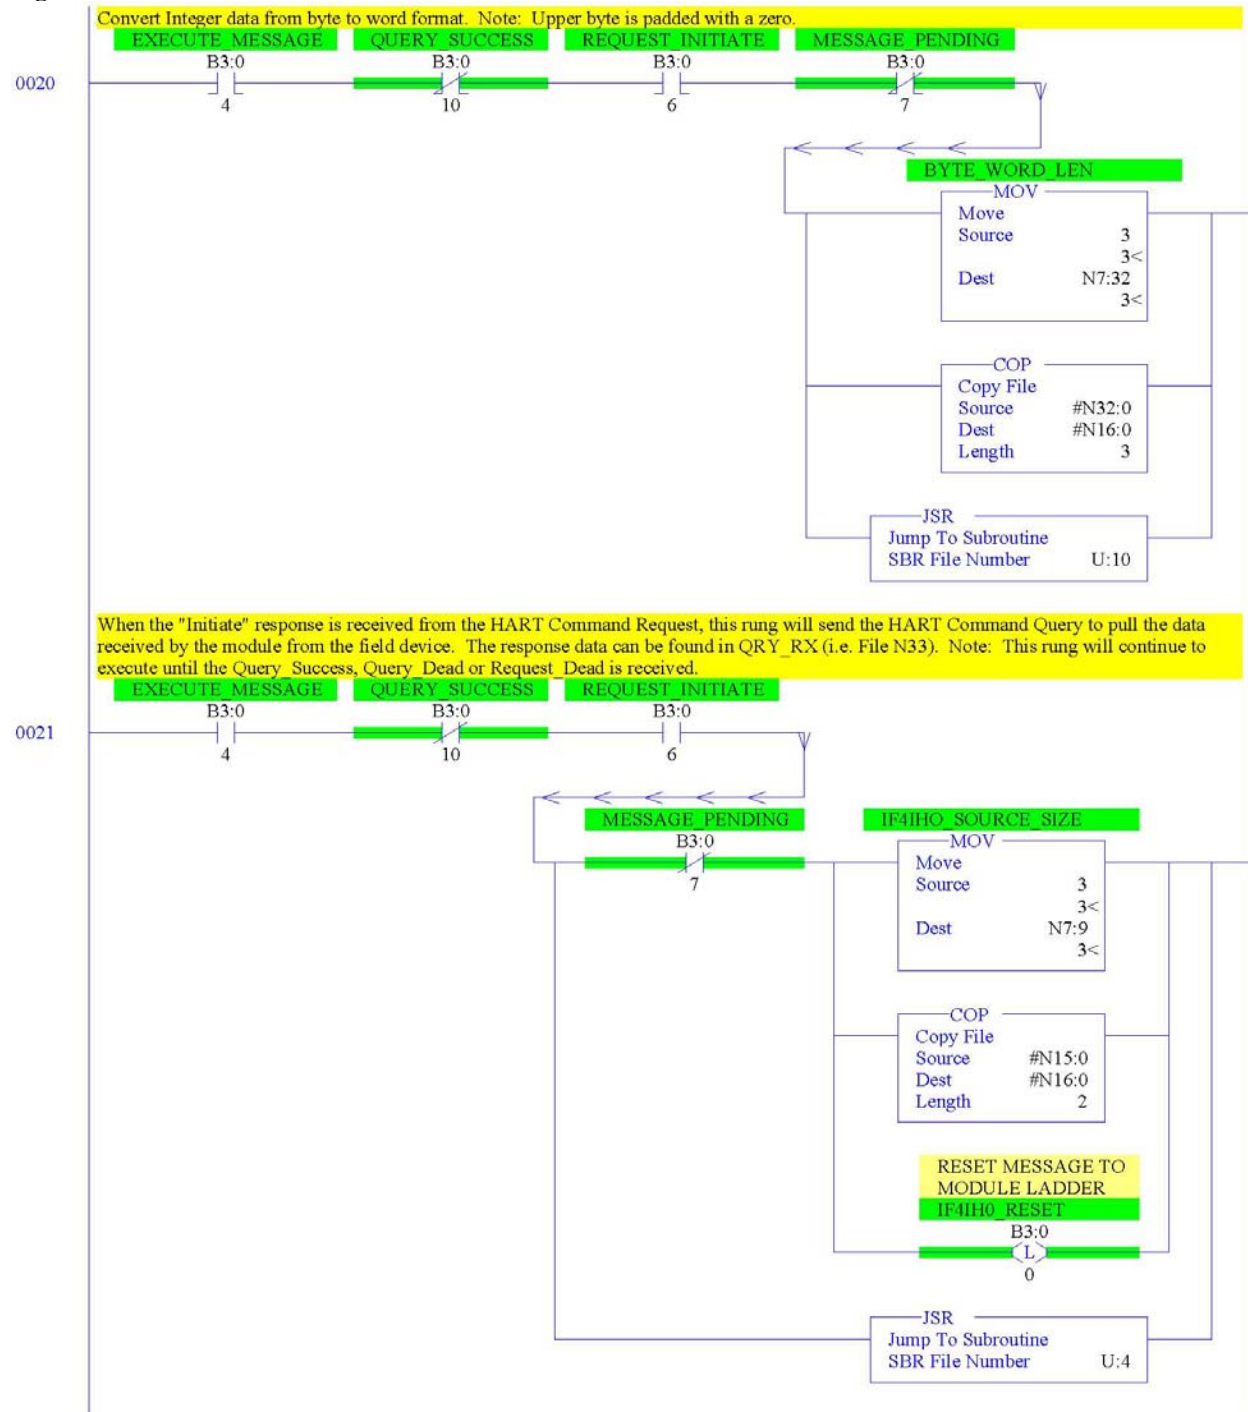 Convert Integer data from byte to word format. Note: Upper byte is padded with a zero.
EXECUTE_MESSAGE QUERY_SUCCESS REQUEST_INITIATE MESSAGE_PENDING
B3:0 B3:0 B3:0 B3:0
0020
4 10 6 7
BYTE_WORD_LEN
MOV
Move
Source 3
3<
Dest N7:32
3<
COP
Copy File
Source #N32:0
Dest #N16:0
Length 3
JSR
Jump To Subroutine
SBR File Number U:10
When the "Initiate" response is received from the HART Command Request, this rung will send the HART Command Query to pull the data
received by the module from the field device. The response data can be found in QRY_RX (i.e. File N33). Note: This rung will continue to
execute until the Query_Success, Query_Dead or Request_Dead is received.
EXECUTE_MESSAGE QUERY_SUCCESS REQUEST_INITIATE
B3:0 B3:0 B3:0
0021
4 10 6
MESSAGE_PENDING IF4IHO_SOURCE_SIZE
B3:0
7
MOV
Move
Source 3
3<
Dest N7:9
3<
COP
Copy File
Source #N15:0
Dest #N16:0
Length 2
RESET MESSAGE TO
MODULE LADDER
IF4IH0_RESET
B3:0
L
0
JSR
Jump To Subroutine
SBR File Number U:4